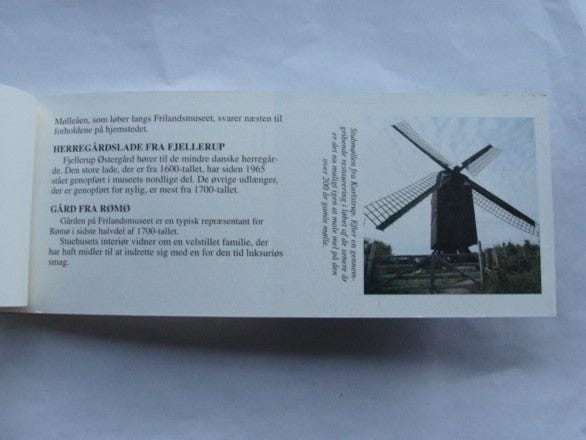 Mølleåen, som løber langs Frilandsmuseet, svarer næsten til
forholdene på hjemstedet.
HERREGÅRDSLADE FRA FJELLERUP
Fjellerup Østergård hører til de mindre danske herregår-
de. Den store lade, der er fra 1600-tallet, har siden 1965
stået genopført i museets nordlige del. De øvrige udlænger,
der er genopført for nylig, er mest fra 1700-tallet.
GÅRD FRA RØMØ
Gården på Frilandsmuseet er en typisk repræsentant for
Rømø i sidste halvdel af 1700-tallet.
Stuehusets interiør vidner om en velstillet familie, der
har haft midler til at indrette sig med en for den tid luksuriøs
smag.
Stubmøllen fra Karlstrup. Efter en gennem-
gribende restaurering i løbet af de senere år
er det nu muligt igen at male mel på den
over 200 år gamle mølle.